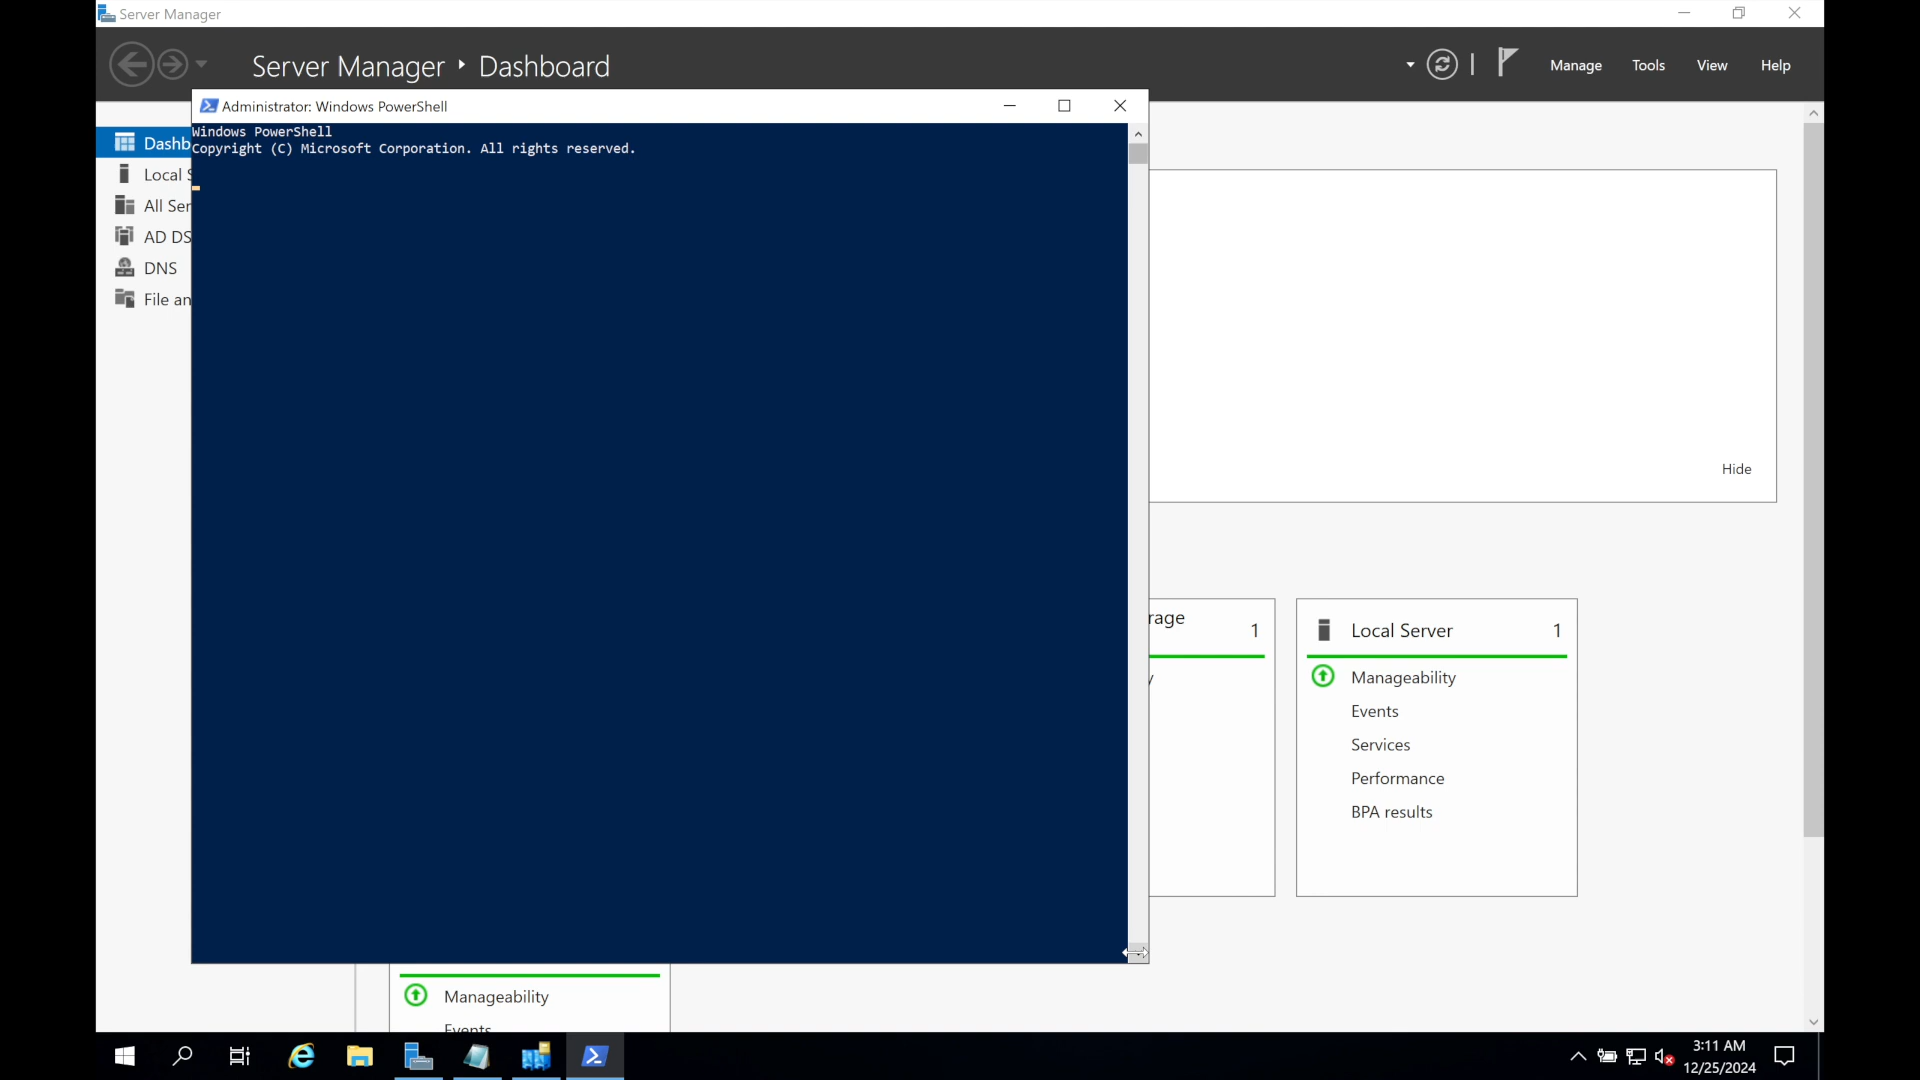 Server Manager
Server Manager
Dashboard
Manage
Tools
View
Help
Administrator: Windows PowerShell
Windows PowerShell
Copyright (C) Microsoft Corporation. All rights reserved.
Dashb
Local S
All Ser
AD DS
DNS
File an
Hide
rage
1
Local Server
1
Manageability
Events
Services
Performance
BPA results
Manageability
Events
3:11 AM
12/25/2024